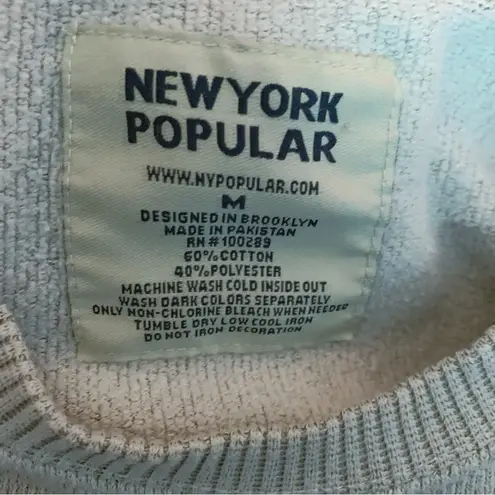 NEW YORK
POPULAR
WWW.NYPOPULAR.COM
M
DESIGNED IN BROOKLYN
MADE IN PAKISTAN
RN #100289
60%COTTON
40%POLYESTER
MACHINE WASH COLD INSIDE OUT
WASH DARK COLORS SEPARATELY
ONLY NON-CHLORINE BLEACH WHEN NEEDED
TUMBLE DRY LOW COOL IRON
DO NOT IRON DECORATION